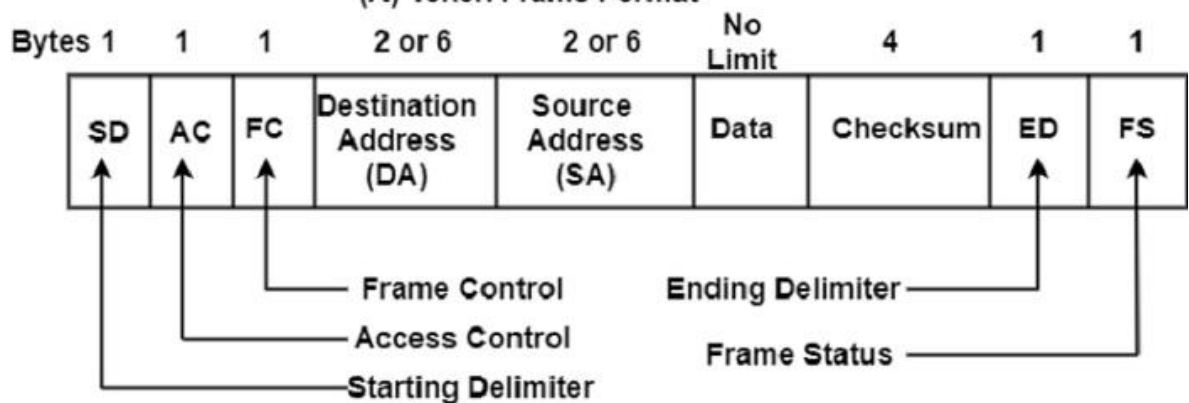 Bytes 1 1 1 2 or 6 2 or 6 No Limit 4 1 1
SD AC FC Destination Address (DA) Source Address (SA) Data Checksum ED FS
Frame Control Ending Delimiter
Access Control Frame Status
Starting Delimiter